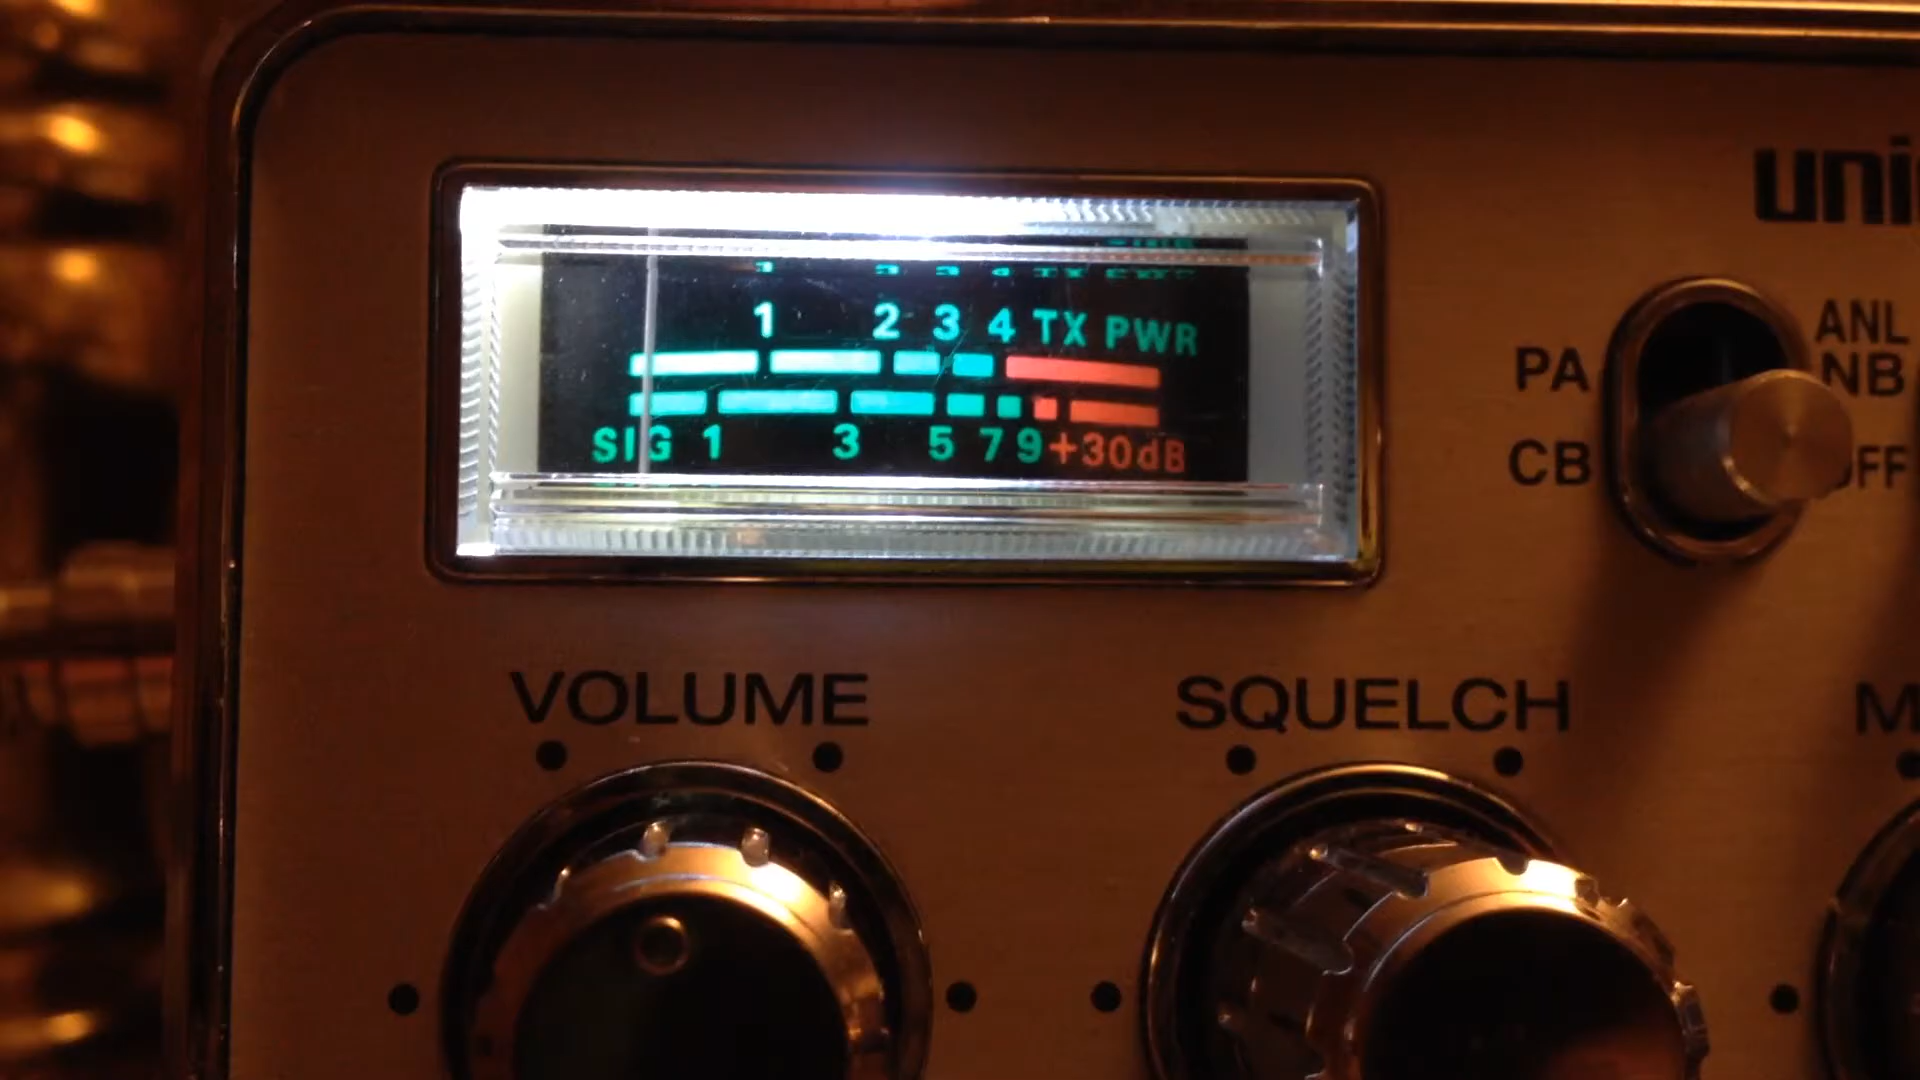 1 2 3 4 TX PWR
SIG 1 3 5 7 9 +30dB
uni
PA
CB
ANL
NB
VOLUME
SQUELCH
M